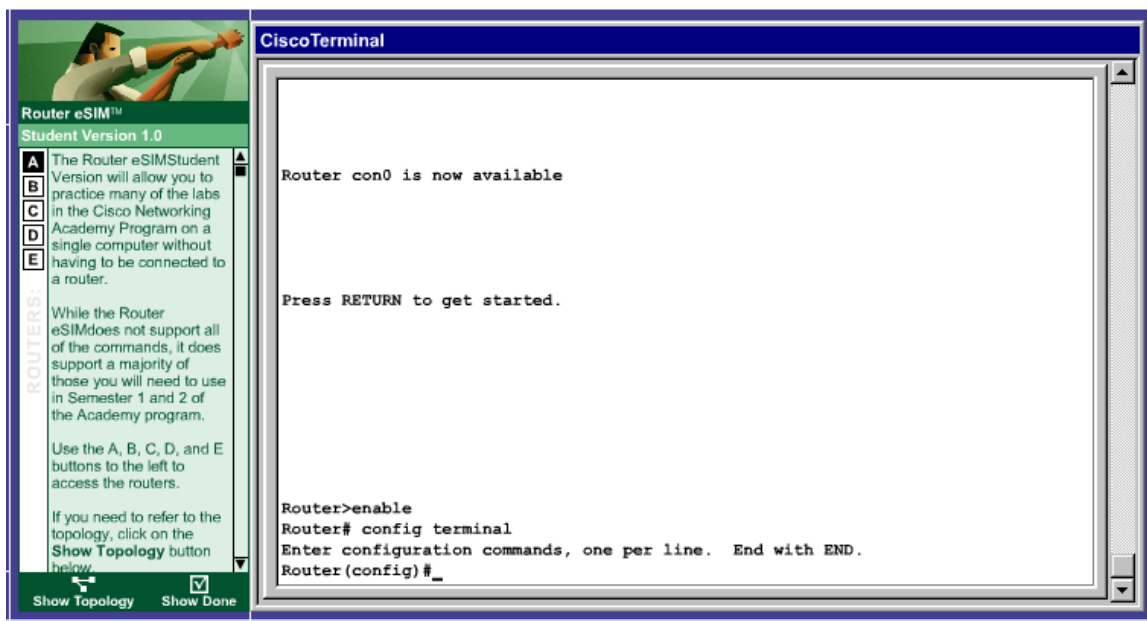 Router eSIM™
Student Version 1.0
A
B
C
D
E
ROUTERS:
The Router eSIMStudent
Version will allow you to
practice many of the labs
in the Cisco Networking
Academy Program on a
single computer without
having to be connected to
a router.
While the Router
eSIMdoes not support all
of the commands, it does
support a majority of
those you will need to use
in Semester 1 and 2 of
the Academy program.
Use the A, B, C, D, and E
buttons to the left to
access the routers.
If you need to refer to the
topology, click on the
Show Topology button
below.
Show Topology
Show Done
CiscoTerminal
Router con0 is now available
Press RETURN to get started.
Router>enable
Router# config terminal
Enter configuration commands, one per line.  End with END.
Router(config)#_